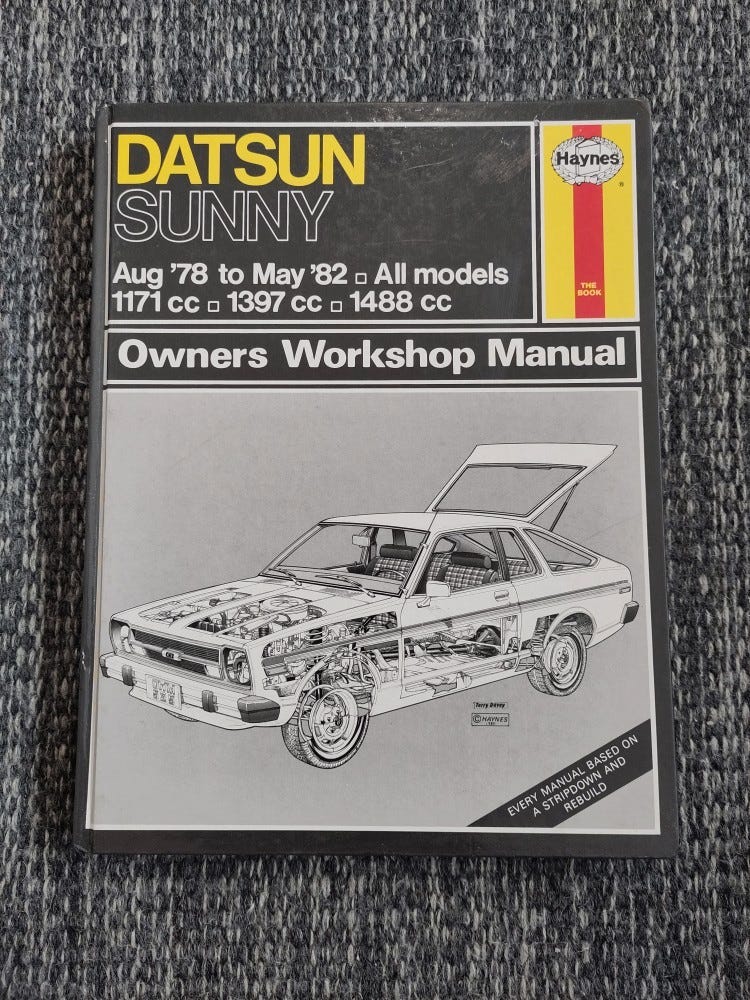 DATSUN
SUNNY
Aug '78 to May '82 □ All models
1171 cc □ 1397 cc □ 1488 cc
Haynes
®
THE
BOOK
Owners Workshop Manual
Terry Davey
© HAYNES
EVERY MANUAL BASED ON
A STRIPDOWN AND
REBUILD